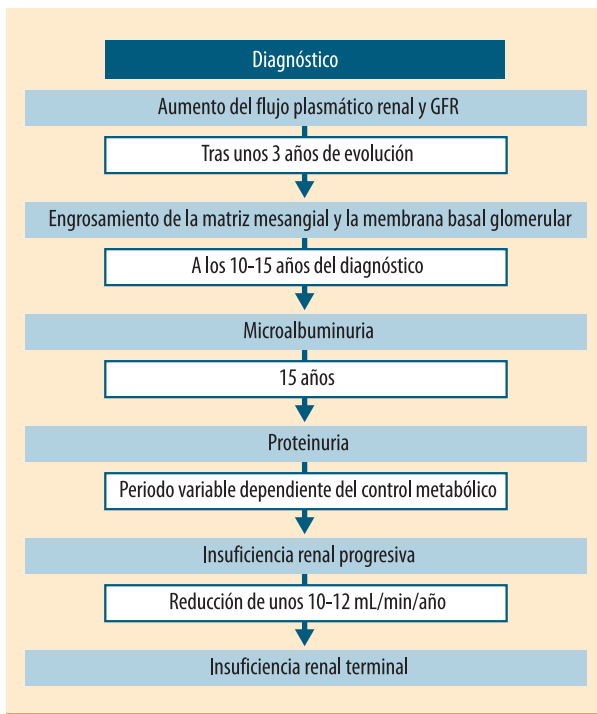 Diagnóstico
Aumento del flujo plasmático renal y GFR
Tras unos 3 años de evolución
Engrosamiento de la matriz mesangial y la membrana basal glomerular
A los 10-15 años del diagnóstico
Microalbuminuria
15 años
Proteinuria
Periodo variable dependiente del control metabólico
Insuficiencia renal progresiva
Reducción de unos 10-12 mL/min/año
Insuficiencia renal terminal